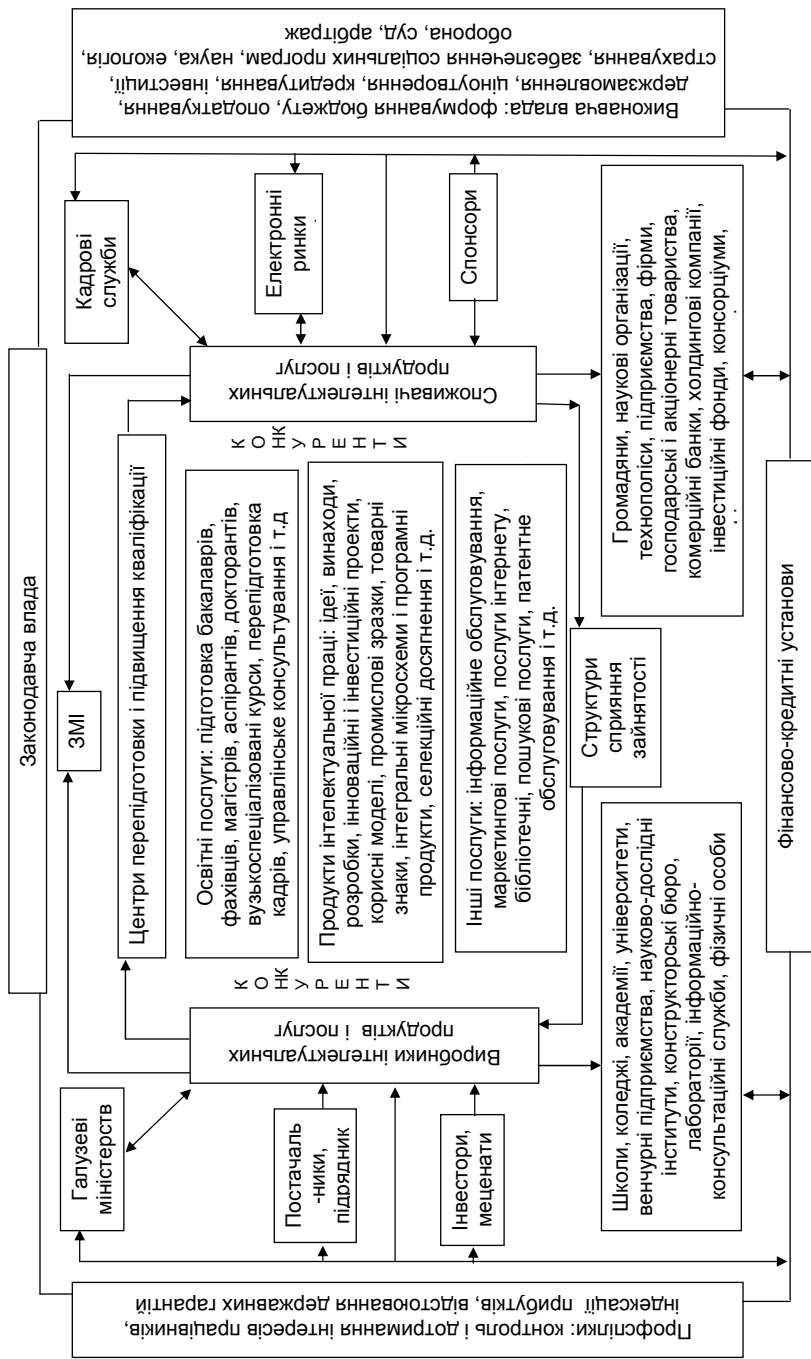 Законодавча влада
Профспілки: контроль і дотримання інтересів працівників,
індексації прибутків, відстоювання державних гарантій
Виконавча влада: формування бюджету, оподаткування,
держзамовлення, ціноутворення, кредитування, інвестиції,
страхування, забезпечення соціальних програм, наука, екологія,
оборона, суд, арбітраж
Галузеві
міністерств
ЗМІ
Кадрові
служби
Центри перепідготовки і підвищення кваліфікації
Постачаль
-ники,
підрядник
Інвестори,
меценати
Виробники інтелектуальних
продуктів і послуг
К О НК У Р Е Н Т И
Освітні послуги: підготовка бакалаврів,
фахівців, магістрів, аспірантів, докторантів,
вузькоспеціалізовані курси, перепідготовка
кадрів, управлінське консультування і т.д
Продукти інтелектуальної праці: ідеї, винаходи,
розробки, інноваційні і інвестиційні проекти,
корисні моделі, промислові зразки, товарні
знаки, інтегральні мікросхеми і програмні
продукти, селекційні досягнення і т.д.
Інші послуги: інформаційне обслуговування,
маркетингові послуги, послуги інтернету,
бібліотечні, пошукові послуги, патентне
обслуговування і т.д.
К О НК У Р Е Н Т И
Споживачі інтелектуальних
продуктів і послуг
Електронні
ринки
Спонсори
Структури
сприяння
зайнятості
Школи, коледжі, академії, університети,
венчурні підприємства, науково-дослідні
інститути, конструкторські бюро,
лабораторії, інформаційно-
консультаційні служби, фізичні особи
Громадяни, наукові організації,
технополіси, підприємства, фірми,
господарські і акціонерні товариства,
комерційні банки, холдингові компанії,
інвестиційні фонди, консорціуми,
Фінансово-кредитні установи